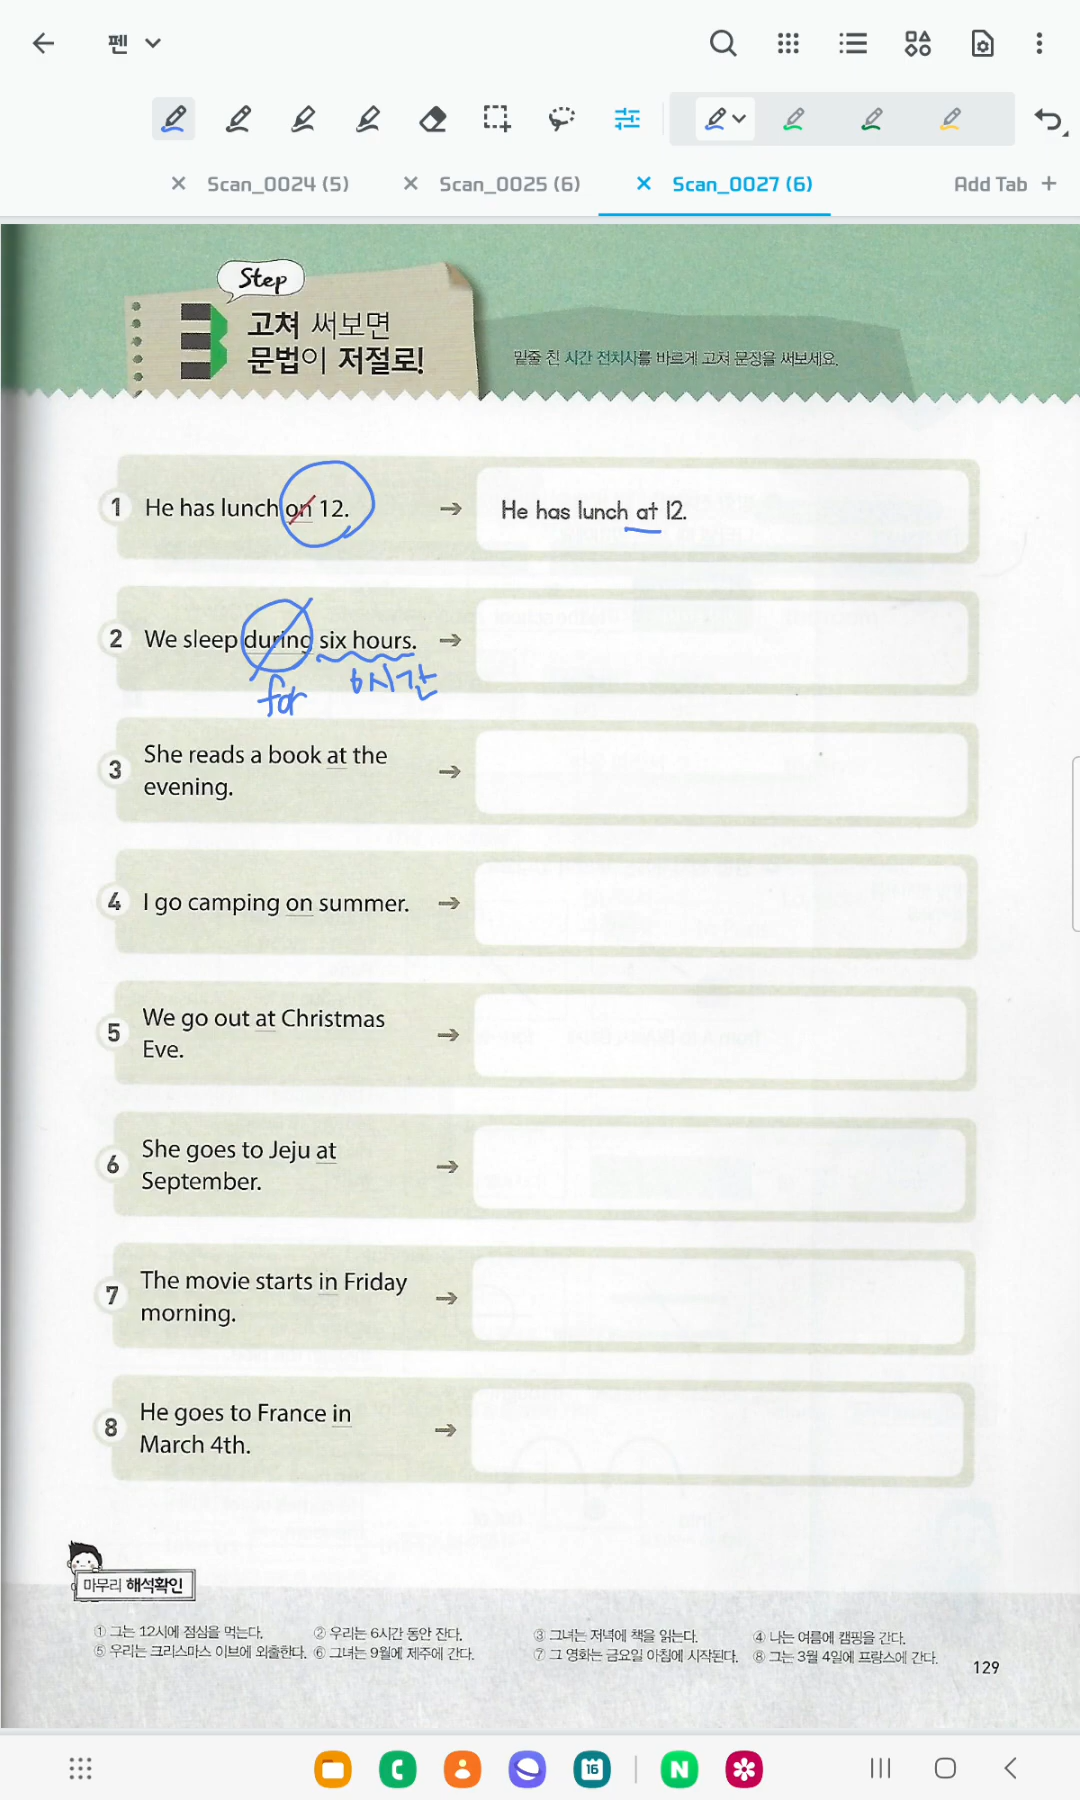 펜
Scan_0024 (5)
Scan_0025 (6)
Scan_0027 (6)
Add Tab +
Step
3
고쳐 써보면
문법이 저절로!
밑줄 친 시간 전치사를 바르게 고쳐 문장을 써보세요.
1 He has lunch on 12. → He has lunch at 12.
2 We sleep during six hours. →
for 6시간
3 She reads a book at the
evening. →
4 I go camping on summer. →
5 We go out at Christmas
Eve. →
6 She goes to Jeju at
September. →
7 The movie starts in Friday
morning. →
8 He goes to France in
March 4th. →
마무리 해석확인
① 그는 12시에 점심을 먹는다. ② 우리는 6시간 동안 잔다. ③ 그녀는 저녁에 책을 읽는다. ④ 나는 여름에 캠핑을 간다.
⑤ 우리는 크리스마스 이브에 외출한다. ⑥ 그녀는 9월에 제주에 간다. ⑦ 그 영화는 금요일 아침에 시작된다. ⑧ 그는 3월 4일에 프랑스에 간다.
129
16
N